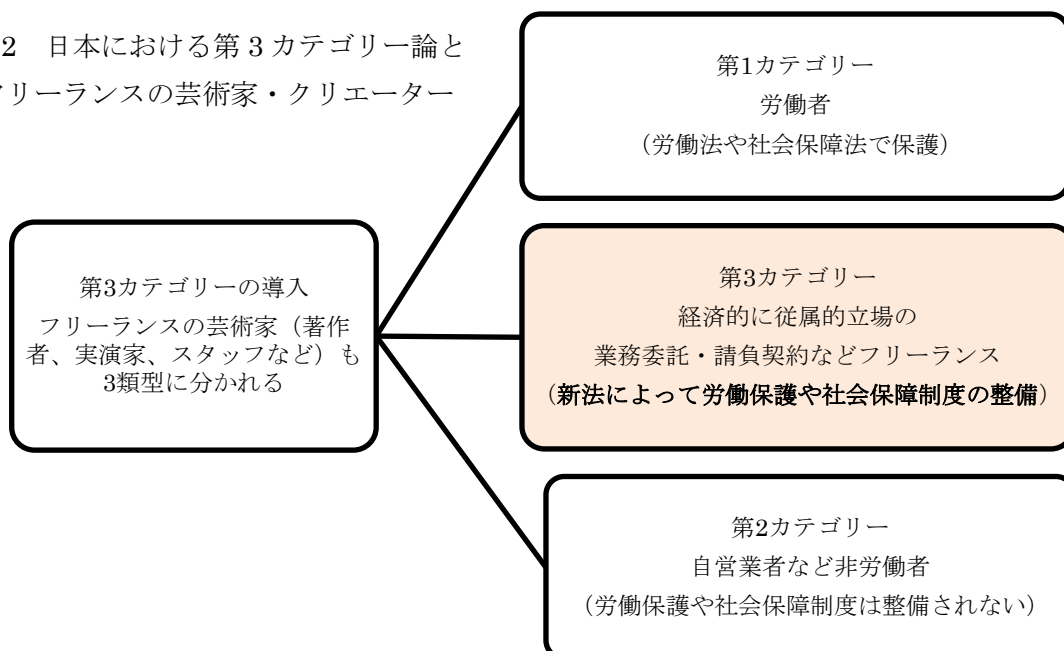 2 日本における第 3 カテゴリー論と
フリーランスの芸術家・クリエーター
第1カテゴリー
労働者
（労働法や社会保障法で保護）
第3カテゴリーの導入
フリーランスの芸術家（著作
者、実演家、スタッフなど）も
3類型に分かれる
第3カテゴリー
経済的に従属的立場の
業務委託・請負契約などフリーランス
（新法によって労働保護や社会保障制度の整備）
第2カテゴリー
自営業者など非労働者
（労働保護や社会保障制度は整備されない）